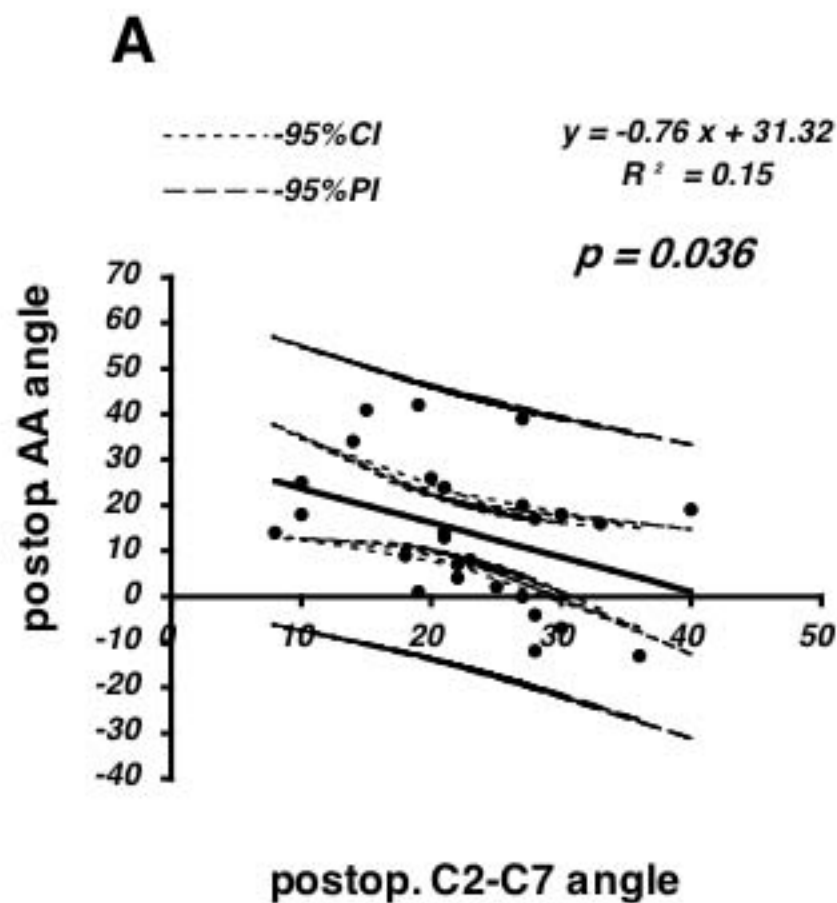 A
-95%CI
y = -0.76 x + 31.32
-95%PI
R² = 0.15
p = 0.036
70
60
50
40
30
20
10
0
-10
-20
-30
-40
0 10 20 30 40 50
postop. AA angle
postop. C2-C7 angle